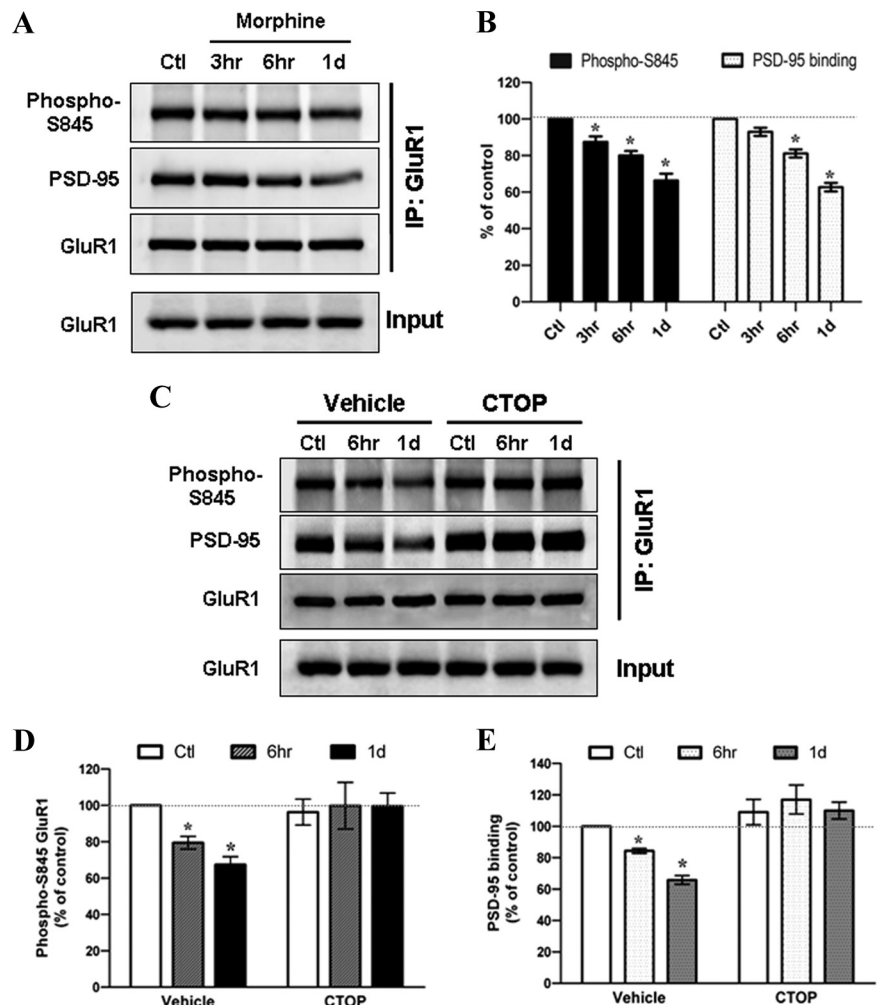 A
Morphine
Ctl 3hr 6hr 1d
Phospho-
S845
PSD-95
GluR1
IP: GluR1
GluR1
Input
B
Phospho-S845 PSD-95 binding
% of control
120
100
80
60
40
20
0
* * * * *
Ctl 3hr 6hr 1d Ctl 3hr 6hr 1d
C
Vehicle CTOP
Ctl 6hr 1d Ctl 6hr 1d
Phospho-
S845
PSD-95
GluR1
IP: GluR1
GluR1
Input
D
Ctl 6hr 1d
Phospho-S845 GluR1
(% of control)
120
100
80
60
40
20
0
* *
Vehicle CTOP
E
Ctl 6hr 1d
PSD-95 binding
(% of control)
140
120
100
80
60
40
20
0
* *
Vehicle CTOP